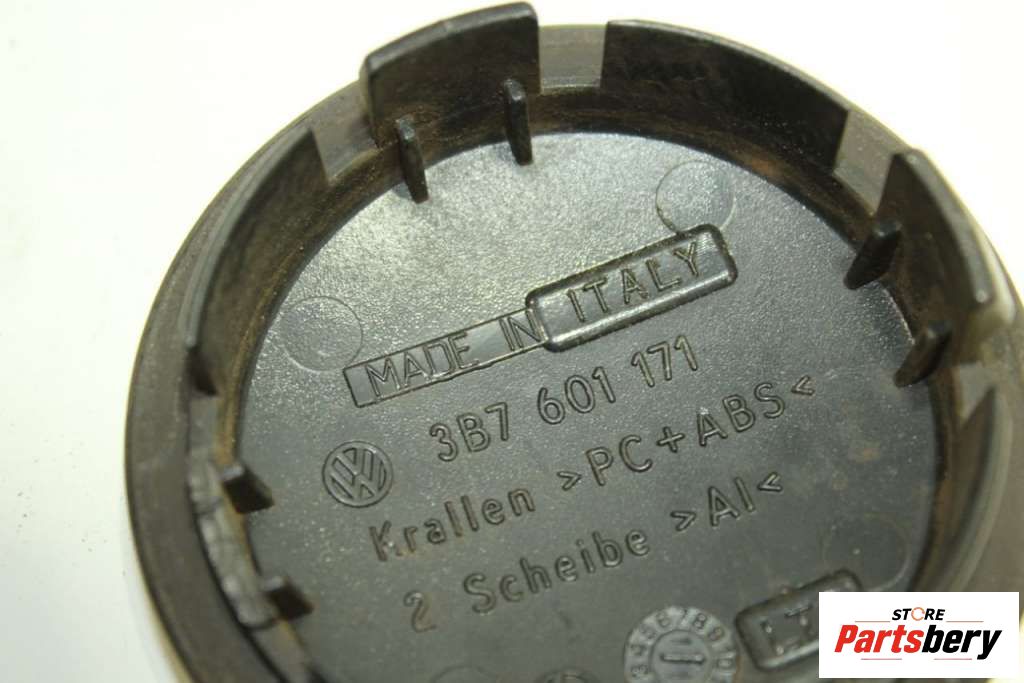 MADE IN ITALY
3B7 601 171
Krallen >PC+ABS<
2 Scheibe >Al<
STORE
Partsbery